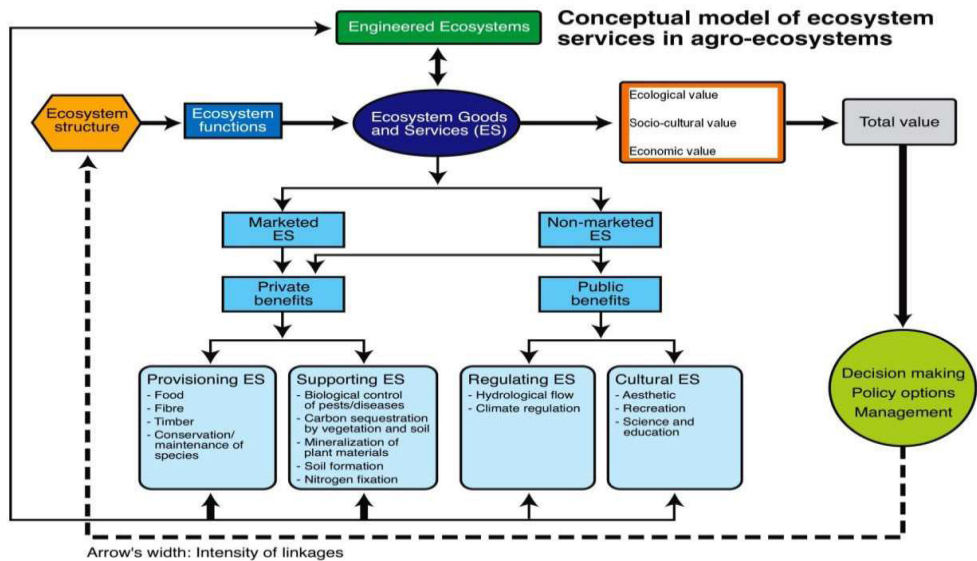 Conceptual model of ecosystem
services in agro-ecosystems
Engineered Ecosystems
Ecosystem
structure
Ecosystem
functions
Ecosystem Goods
and Services (ES)
Ecological value
Socio-cultural value
Economic value
Total value
Marketed
ES
Non-marketed
ES
Private
benefits
Public
benefits
Provisioning ES
- Food
- Fibre
- Timber
- Conservation/
maintenance of
species
Supporting ES
- Biological control
of pests/diseases
- Carbon sequestration
by vegetation and soil
- Mineralization of
plant materials
- Soil formation
- Nitrogen fixation
Regulating ES
- Hydrological flow
- Climate regulation
Cultural ES
- Aesthetic
- Recreation
- Science and
education
Decision making
Policy options
Management
Arrow's width: Intensity of linkages